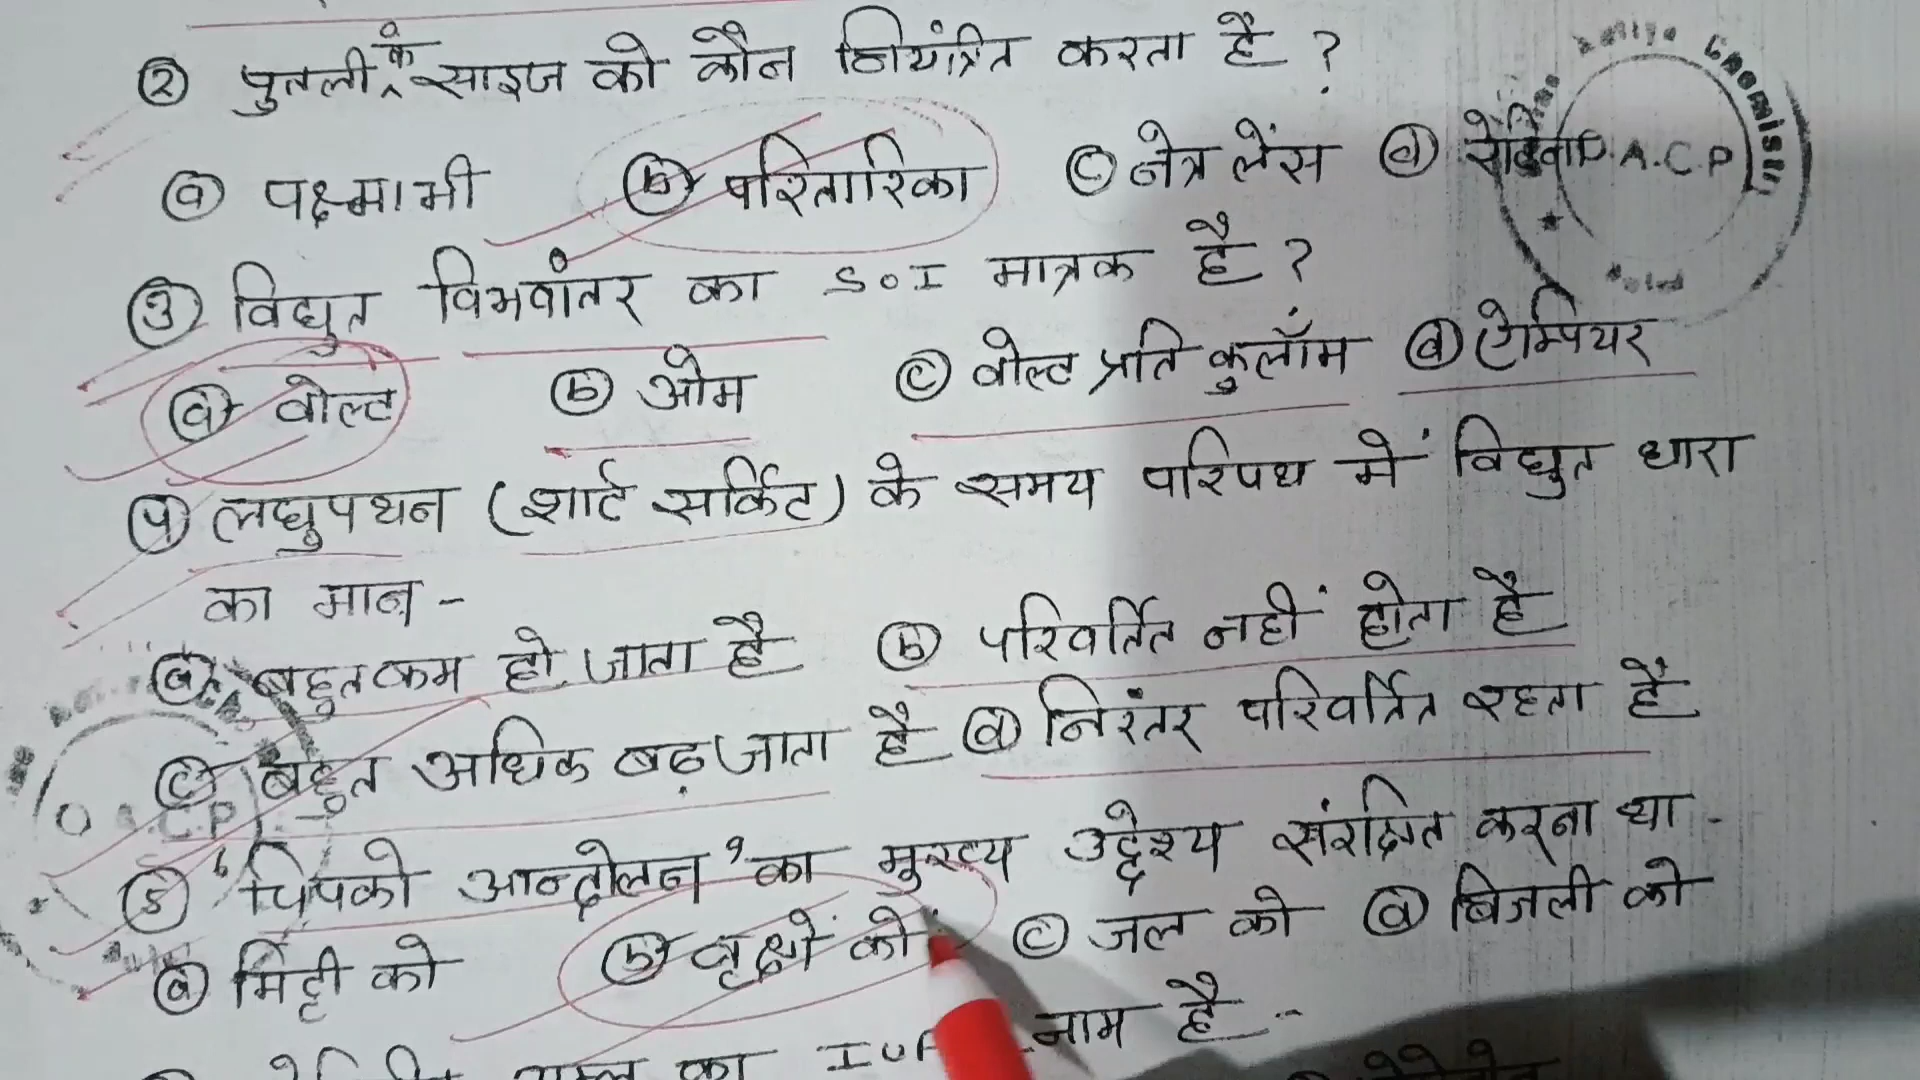 ② पुतली के साइज को कौन नियंत्रित करता है ?
ⓐ पक्ष्माभी ⓑ परितारिका ⓒ नेत्र लेंस ⓓ
③ विद्युत विभवांतर का S.I मात्रक है ?
ⓐ वोल्ट ⓑ ओम ⓒ वोल्ट प्रति कुलॉम ⓓ ऐम्पियर
④ लघुपथन (शार्ट सर्किट) के समय परिपथ में विद्युत धारा
का मान -
ⓐ बहुत कम हो जाता है ⓑ परिवर्तित नहीं होता है
ⓒ बहुत अधिक बढ़ जाता है ⓓ निरंतर परिवर्तित रहता है
⑤ 'चिपको आन्दोलन' का मुख्य उद्देश्य संरक्षित करना था -
ⓐ मिट्टी को ⓑ वृक्षों को ⓒ जल को ⓓ बिजली को
का नाम है -
A.C.P